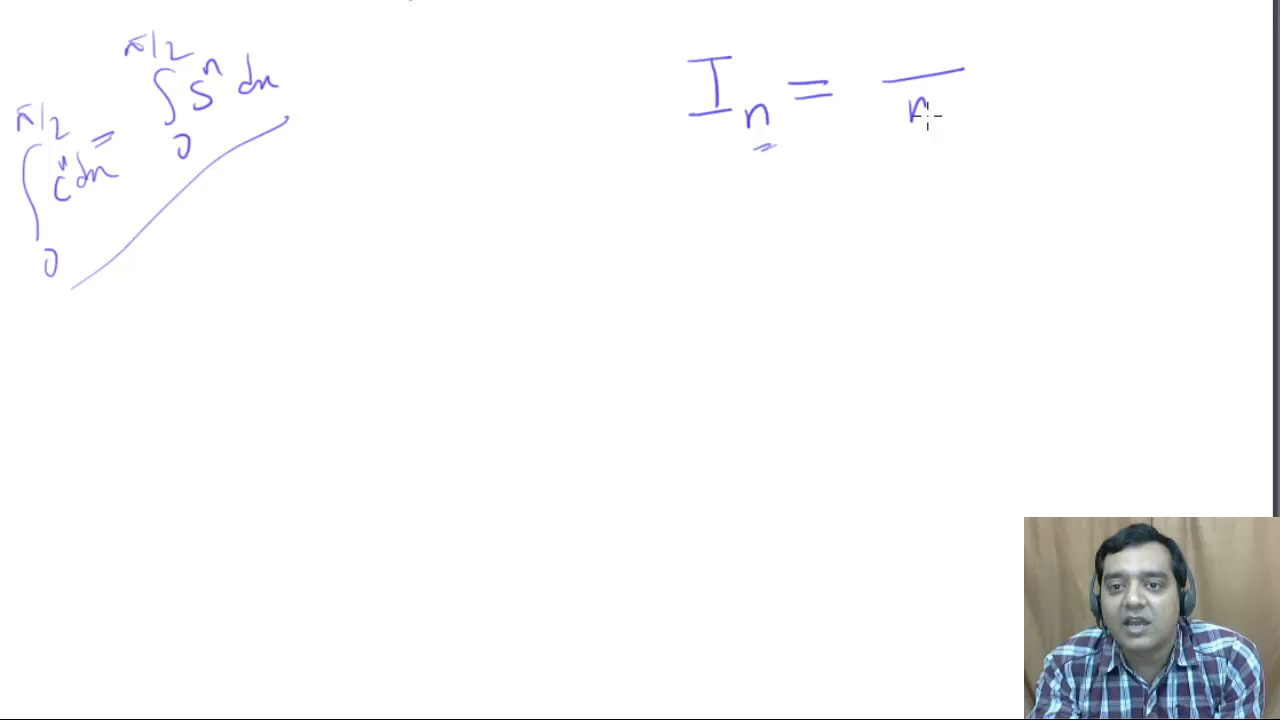 ∫₀^{π/2} cⁿ dx = ∫₀^{π/2} Sⁿ dx
Iₙ = — / n